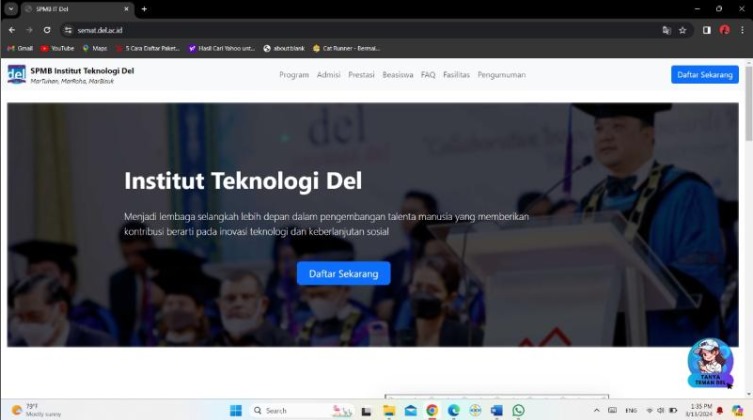 SPMB IT Del
semat.del.ac.id
Gmail
YouTube
Maps
5 Cara Daftar Paket...
Hasil Cari Yahoo unt...
about:blank
Cat Runner - Bermai...
del
SPMB Institut Teknologi Del
MarTuhan, MarRoha, MarBisuk
Program Admisi Prestasi Beasiswa FAQ Fasilitas Pengumuman
Daftar Sekarang
del
Institut Teknologi Del
Menjadi lembaga selangkah lebih depan dalam pengembangan talenta manusia yang memberikan
kontribusi berarti pada inovasi teknologi dan keberlanjutan sosial
Daftar Sekarang
TANYA
TEMAN DEL
79°F
Mostly sunny
Search
ENG
1:35 PM
3/13/2024